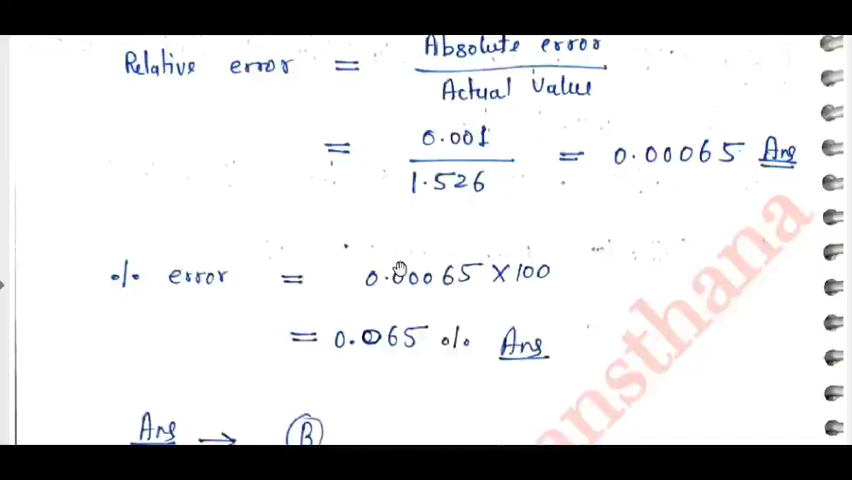 Relative error = Absolute error / Actual Value
= 0.001 / 1.526 = 0.00065 Ans
% error = 0.00065 × 100
= 0.065 % Ans
Ans → B
ansthana